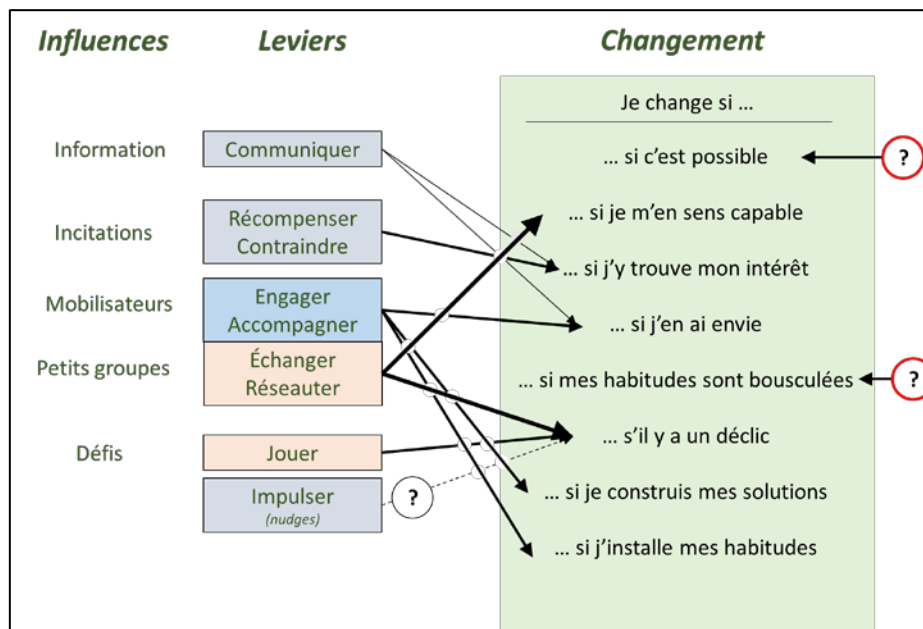 Influences
Leviers
Changement
Je change si ...
Information
Communiquer
... si c'est possible
?
Incitations
Récompenser
Contraindre
... si je m'en sens capable
... si j'y trouve mon intérêt
Mobilisateurs
Engager
Accompagner
... si j'en ai envie
Petits groupes
Échanger
Réseauter
... si mes habitudes sont bousculées
?
Défis
Jouer
... s'il y a un déclic
Impulser
(nudges)
?
... si je construis mes solutions
... si j'installe mes habitudes